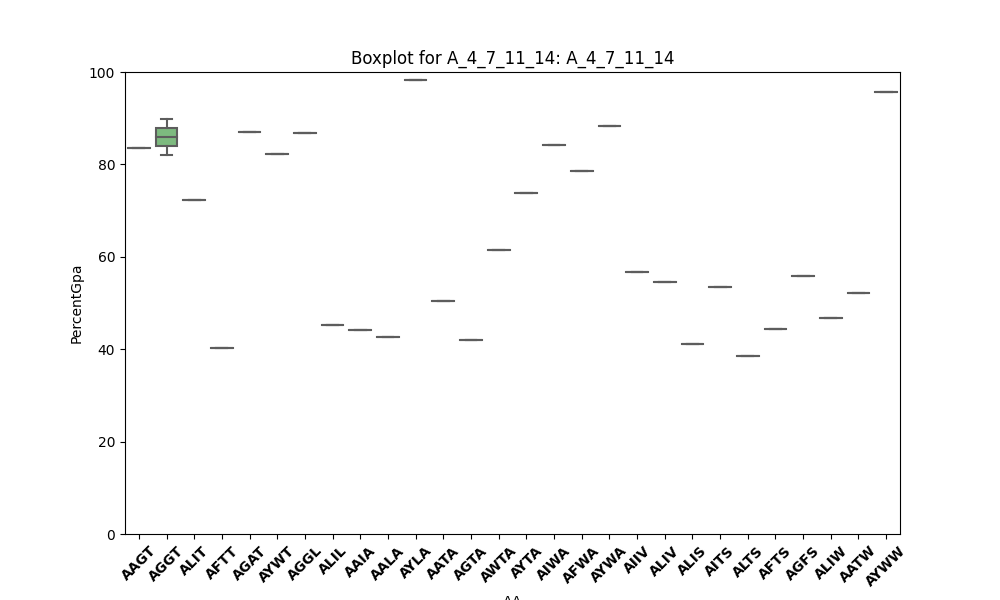 Boxplot for A_4_7_11_14: A_4_7_11_14
PercentGpa
100
80
60
40
20
0
AAGT
AGGT
ALIT
AFTT
AGAT
AYWT
AGGL
ALIL
AAIA
AALA
AYLA
AATA
AGTA
AWTA
AYTA
AIWA
AFWA
AYWA
AIIV
ALIV
ALIS
AITS
ALTS
AFTS
AGFS
ALIW
AATW
AYWW
AA